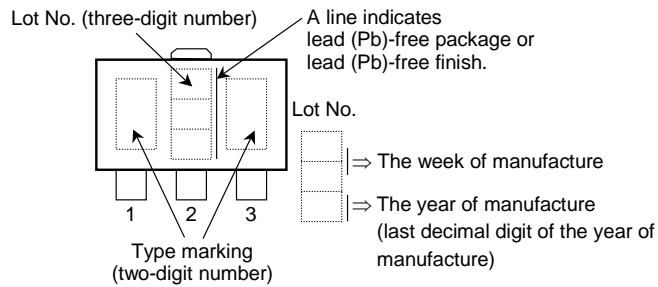 Lot No. (three-digit number)
A line indicates
lead (Pb)-free package or
lead (Pb)-free finish.
Lot No.
⇒ The week of manufacture
⇒ The year of manufacture
(last decimal digit of the year of
manufacture)
1 2 3
Type marking
(two-digit number)